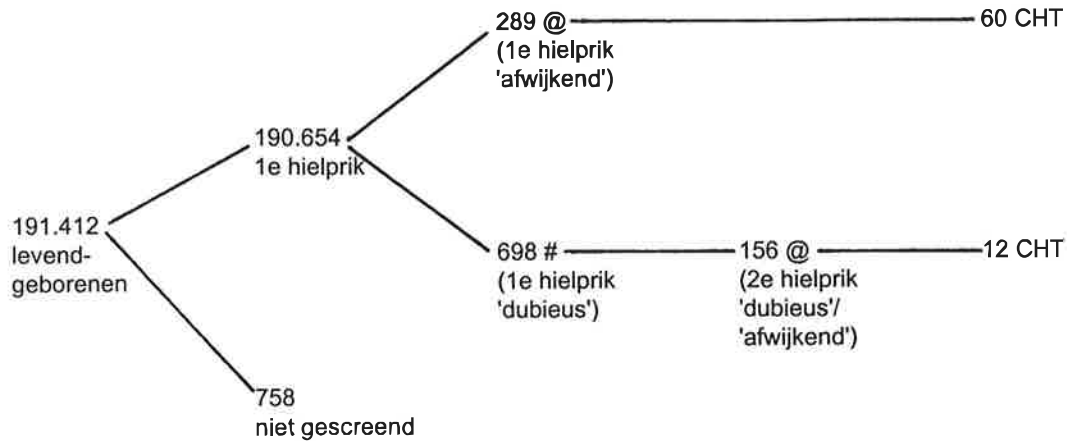 289 @
(1e hielprik
'afwijkend')
60 CHT
190.654
1e hielprik
191.412
levend-
geborenen
698 #
(1e hielprik
'dubieus')
156 @
(2e hielprik
'dubieus'/
'afwijkend')
12 CHT
758
niet gescreend